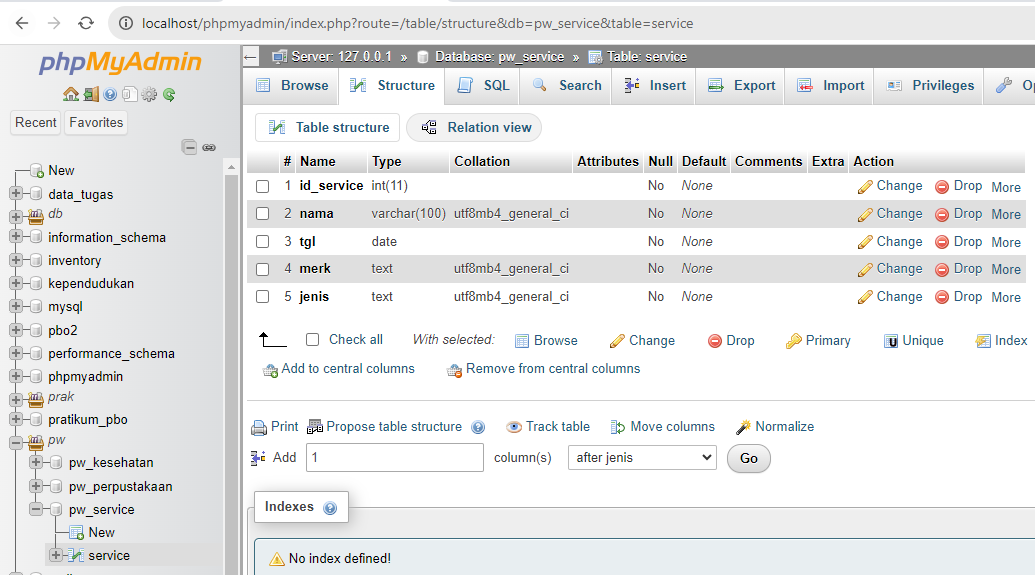 localhost/phpmyadmin/index.php?route=/table/structure&db=pw_service&table=service
phpMyAdmin
Recent Favorites
New
data_tugas
db
information_schema
inventory
kependudukan
mysql
pbo2
performance_schema
phpmyadmin
prak
pratikum_pbo
pw
pw_kesehatan
pw_perpustakaan
pw_service
New
service
Server: 127.0.0.1 » Database: pw_service » Table: service
Browse Structure SQL Search Insert Export Import Privileges
Table structure Relation view
# Name Type Collation Attributes Null Default Comments Extra Action
1 id_service int(11) No None Change Drop More
2 nama varchar(100) utf8mb4_general_ci No None Change Drop More
3 tgl date No None Change Drop More
4 merk text utf8mb4_general_ci No None Change Drop More
5 jenis text utf8mb4_general_ci No None Change Drop More
Check all With selected: Browse Change Drop Primary Unique Index
Add to central columns Remove from central columns
Print Propose table structure Track table Move columns Normalize
Add 1 column(s) after jenis Go
Indexes
No index defined!